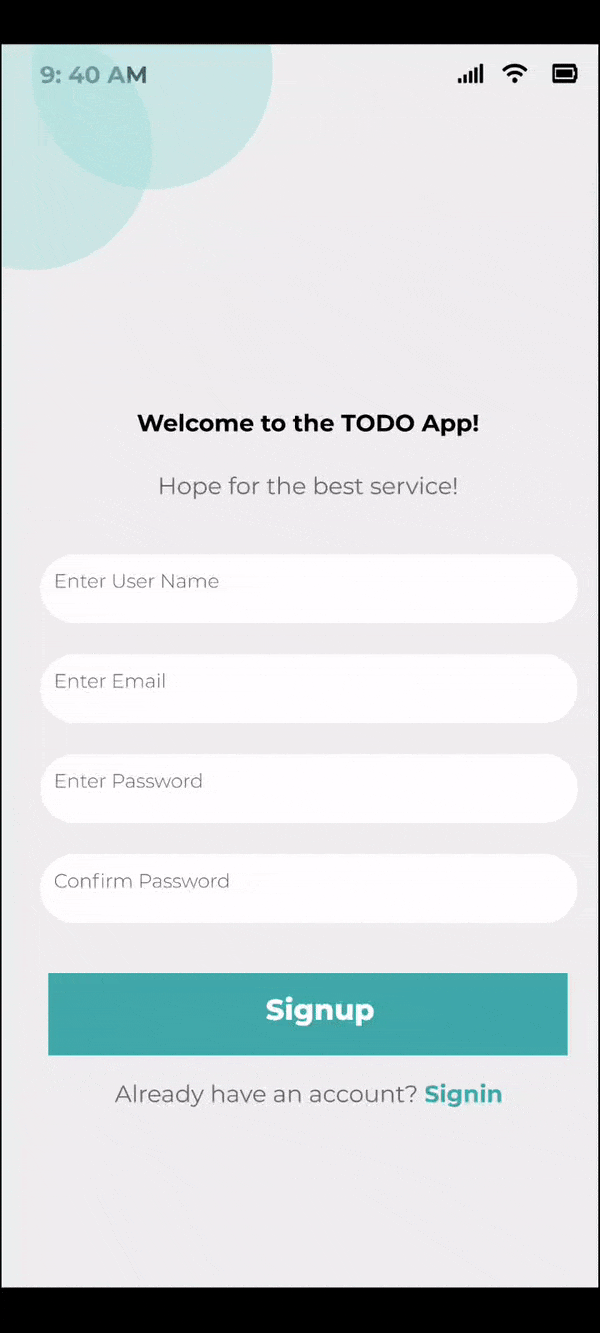 9: 40 AM
Welcome to the TODO App!
Hope for the best service!
Enter User Name
Enter Email
Enter Password
Confirm Password
Signup
Already have an account? Signin